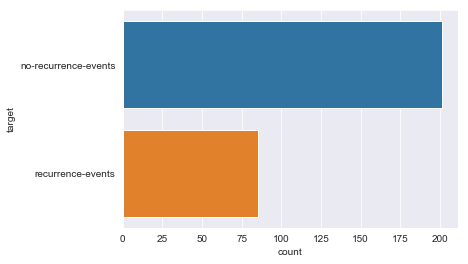 no-recurrence-events
recurrence-events
target
0 25 50 75 100 125 150 175 200
count